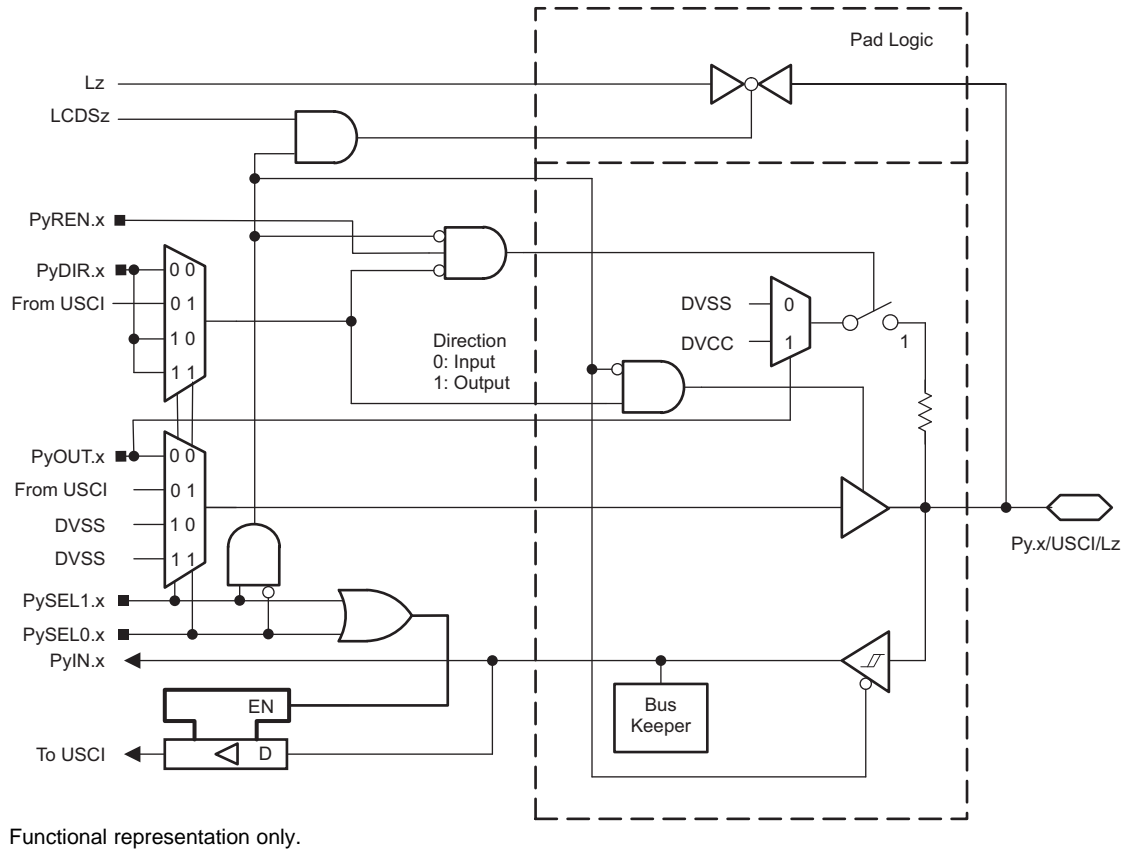 Pad Logic
Lz
LCDSz
PyREN.x
PyDIR.x
0 0
From USCI
0 1
1 0
1 1
Direction
0: Input
1: Output
DVSS
0
DVCC
1
1
PyOUT.x
0 0
From USCI
0 1
DVSS
1 0
DVSS
1 1
Py.x/USCI/Lz
PySEL1.x
PySEL0.x
PyIN.x
Bus
Keeper
EN
To USCI
D
Functional representation only.